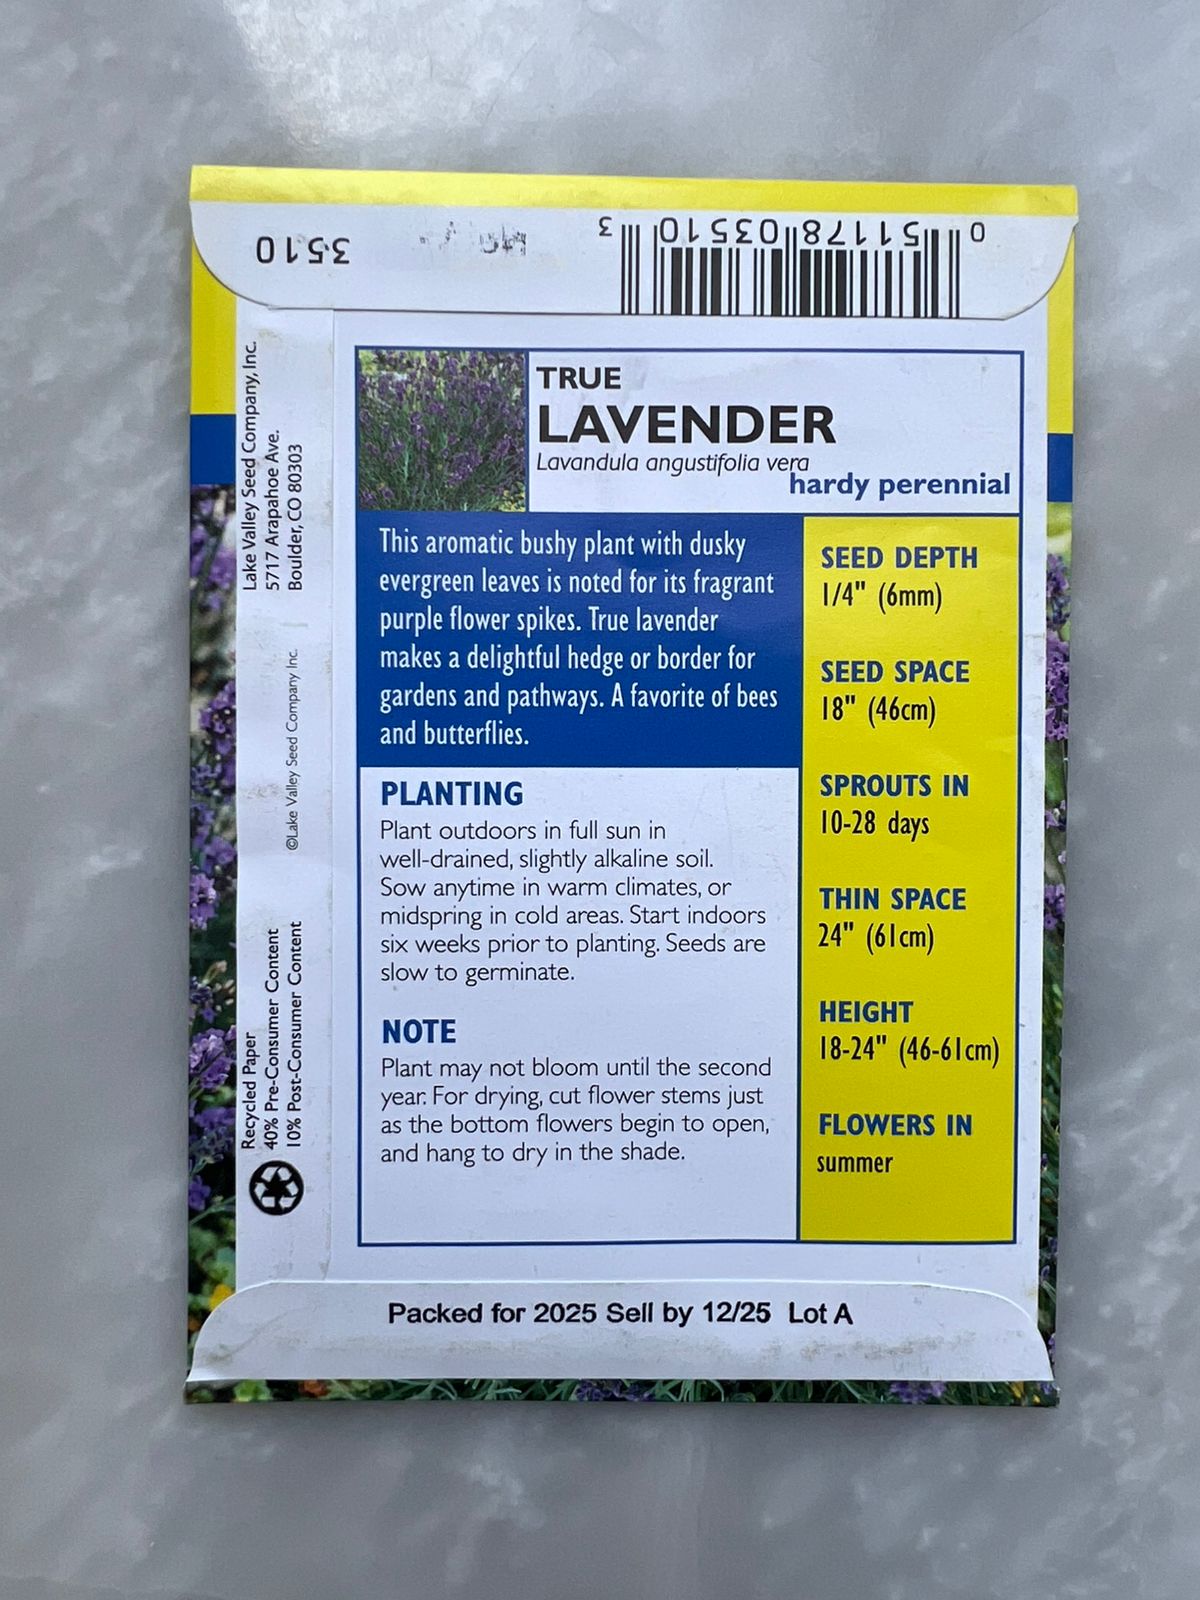 3510
0 51178 03510 3
TRUE
LAVENDER
Lavandula angustifolia vera
hardy perennial
This aromatic bushy plant with dusky
evergreen leaves is noted for its fragrant
purple flower spikes. True lavender
makes a delightful hedge or border for
gardens and pathways. A favorite of bees
and butterflies.
PLANTING
Plant outdoors in full sun in
well-drained, slightly alkaline soil.
Sow anytime in warm climates, or
midspring in cold areas. Start indoors
six weeks prior to planting. Seeds are
slow to germinate.
NOTE
Plant may not bloom until the second
year. For drying, cut flower stems just
as the bottom flowers begin to open,
and hang to dry in the shade.
SEED DEPTH
1/4" (6mm)
SEED SPACE
18" (46cm)
SPROUTS IN
10-28 days
THIN SPACE
24" (61cm)
HEIGHT
18-24" (46-61cm)
FLOWERS IN
summer
Lake Valley Seed Company, Inc.
5717 Arapahoe Ave.
Boulder, CO 80303
©Lake Valley Seed Company Inc.
Recycled Paper
40% Pre-Consumer Content
10% Post-Consumer Content
Packed for 2025 Sell by 12/25 Lot A